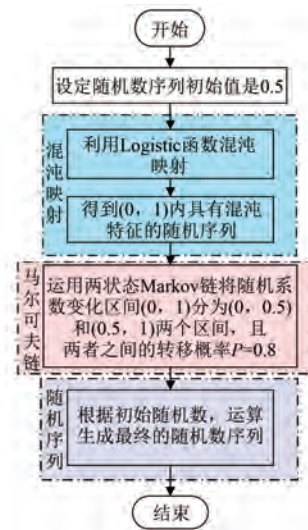 开始
设定随机数序列初始值是0.5
混沌映射
利用Logistic函数混沌
映射
得到(0，1)内具有混沌
特征的随机序列
马尔可夫链
运用两状态Markov链将随机系
数变化区间(0，1)分为(0，0.5)
和(0.5，1)两个区间，且
两者之间的转移概率P=0.8
随机序列
根据初始随机数，运算
生成最终的随机数序列
结束